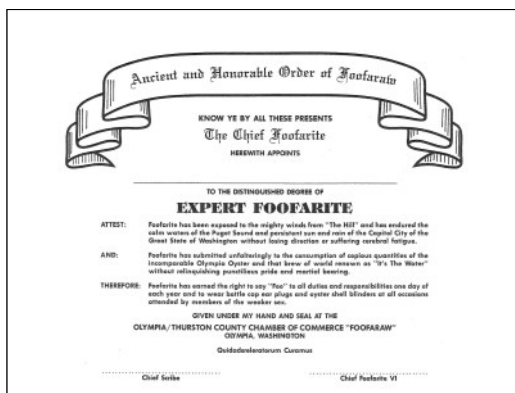 Ancient and Honorable Order of Foofaraw
KNOW YE BY ALL THESE PRESENTS
The Chief Foofarite
HEREWITH APPOINTS
TO THE DISTINGUISHED DEGREE OF
EXPERT FOOFARITE
ATTEST: Foofarite has been exposed to the mighty winds from "The Hill" and has endured the
calm waters of the Puget Sound and persistent sun and rain of the Capital City of the
Great State of Washington without losing direction or suffering cerebral fatigue.
AND: Foofarite has submitted unfalteringly to the consumption of copious quantities of the
incomparable Olympia Oyster and that brew of world renown as "It's The Water"
without relinquishing punctilious pride and martial bearing.
THEREFORE: Foofarite has earned the right to say "Foo" to all duties and responsibilities one day of
each year and to wear bottle cap ear plugs and oyster shell blinders at all occasions
attended by members of the weaker sex.
GIVEN UNDER MY HAND AND SEAL AT THE
OLYMPIA/THURSTON COUNTY CHAMBER OF COMMERCE "FOOFARAW"
OLYMPIA, WASHINGTON
Curamus
Chief Scribe Chief Foofarite VI